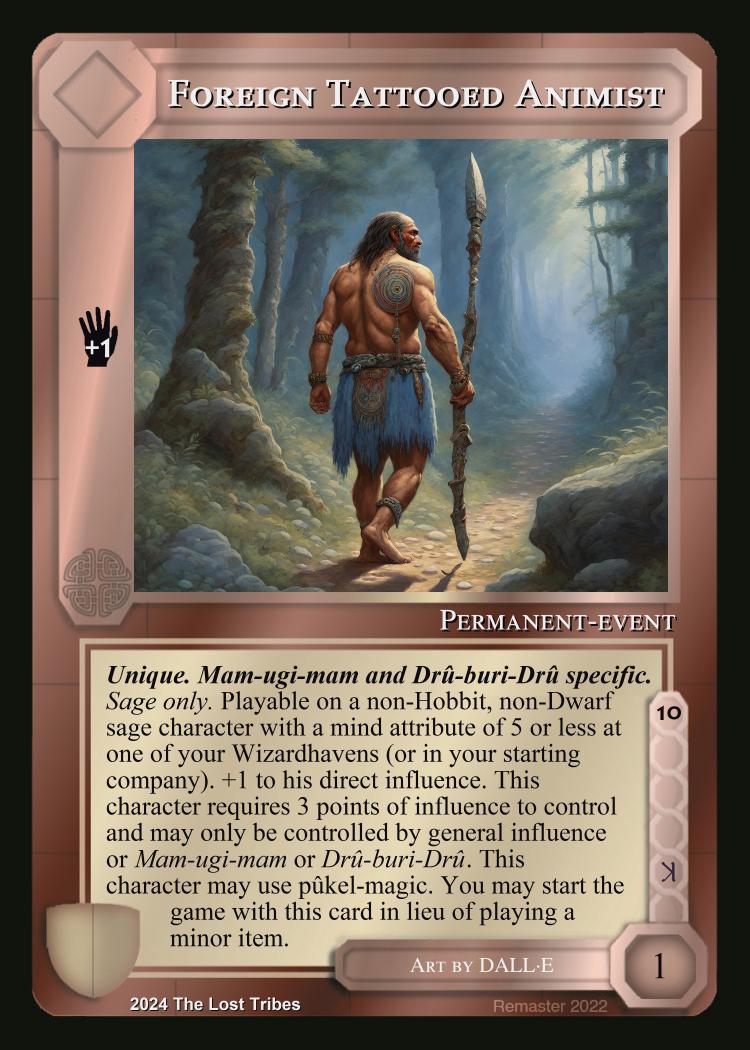 Foreign Tattooed Animist
+1
Permanent-event
Unique. Mam-ugi-mam and Drû-buri-Drû specific.
Sage only. Playable on a non-Hobbit, non-Dwarf
sage character with a mind attribute of 5 or less at
one of your Wizardhavens (or in your starting
company). +1 to his direct influence. This
character requires 3 points of influence to control
and may only be controlled by general influence
or Mam-ugi-mam or Drû-buri-Drû. This
character may use pûkel-magic. You may start the
game with this card in lieu of playing a
minor item.
10
Art by DALL·E
1
2024 The Lost Tribes
Remaster 2022